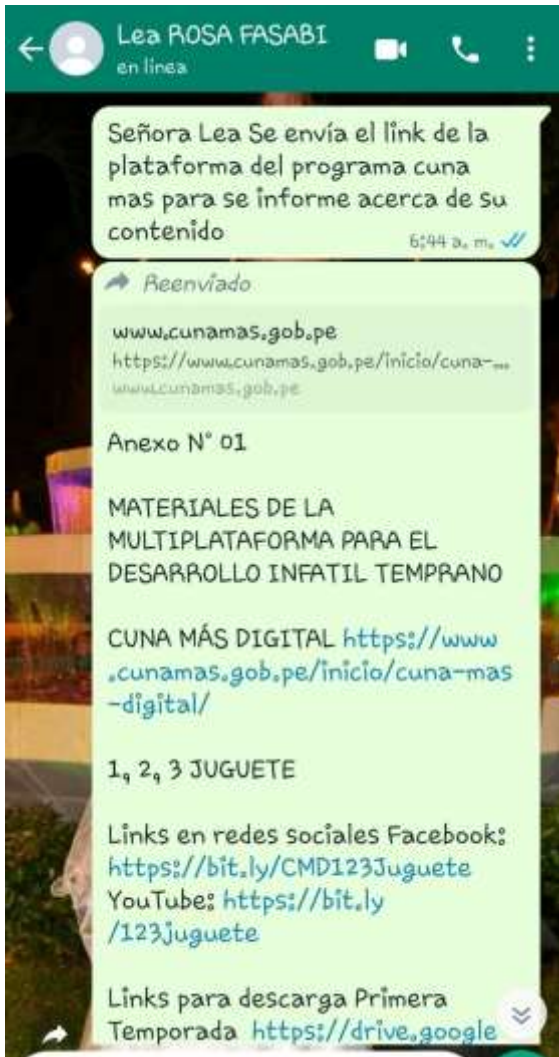 Lea ROSA FASABI
en línea
Señora Lea Se envía el link de la
plataforma del programa cuna
mas para se informe acerca de su
contenido
6:44 a. m.
Reenviado
www.cunamas.gob.pe
https://www.cunamas.gob.pe/inicio/cuna-...
www.cunamas.gob.pe
Anexo N° 01
MATERIALES DE LA
MULTIPLATAFORMA PARA EL
DESARROLLO INFATIL TEMPRANO
CUNA MÁS DIGITAL https://www
.cunamas.gob.pe/inicio/cuna-mas
-digital/
1, 2, 3 JUGUETE
Links en redes sociales Facebook:
https://bit.ly/CMD123Juguete
YouTube: https://bit.ly
/123juguete
Links para descarga Primera
Temporada https://drive.google